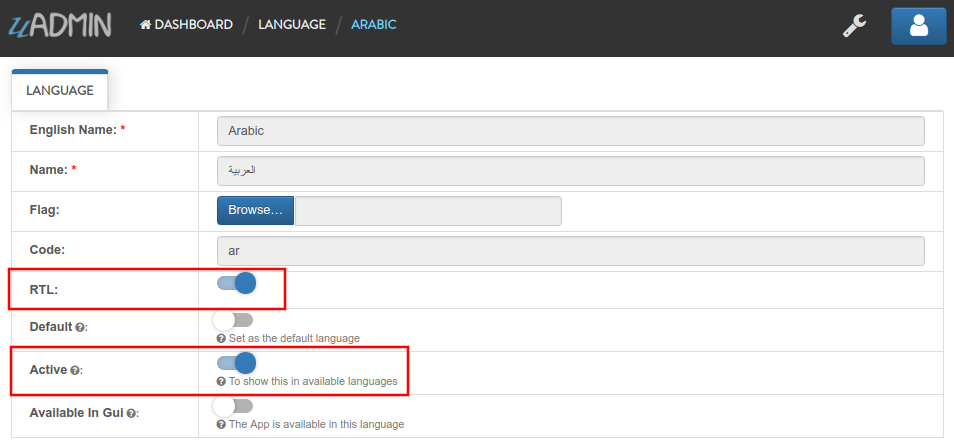 uADMIN DASHBOARD / LANGUAGE / ARABIC
LANGUAGE
English Name: * Arabic
Name: * العربية
Flag: Browse...
Code: ar
RTL:
Default ?:
? Set as the default language
Active ?:
? To show this in available languages
Available In Gui ?:
? The App is available in this language